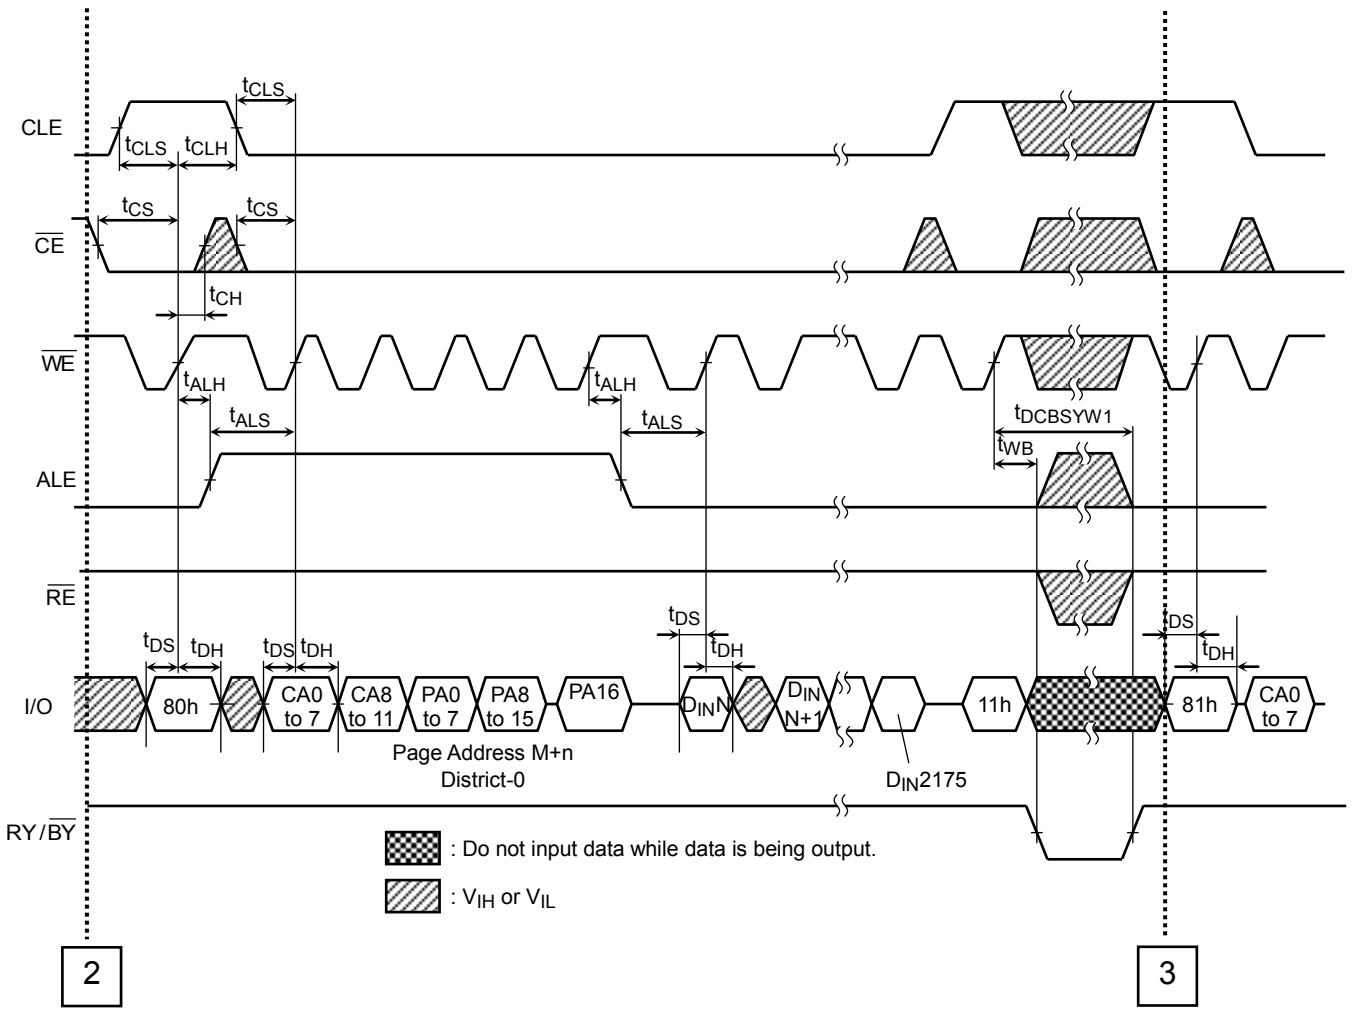 tCLS
CLE
tCLS
tCLH
tCS
tCS
CE
tCH
WE
tALH
tALH
tALS
tALS
tDCBSYW1
tWB
ALE
RE
tDS
tDH
tDS
tDH
tDS
tDH
DS
tDH
I/O
80h
CA0
to 7
CA8
to 11
PA0
to 7
PA8
to 15
PA16
DINN
DIN
N+1
11h
81h
CA0
to 7
Page Address M+n
District-0
DIN2175
RY/BY
: Do not input data while data is being output.
: VIH or VIL
2
3